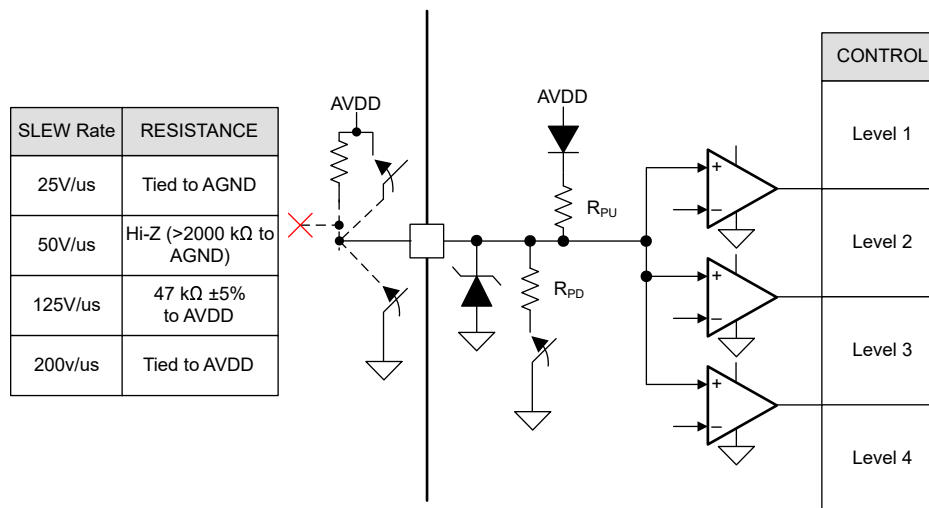 SLEW Rate RESISTANCE
25V/us Tied to AGND
50V/us Hi-Z (>2000 kΩ to
AGND)
125V/us 47 kΩ ±5%
to AVDD
200v/us Tied to AVDD
AVDD
AVDD
RPU
RPD
+
−
+
−
+
−
CONTROL
Level 1
Level 2
Level 3
Level 4